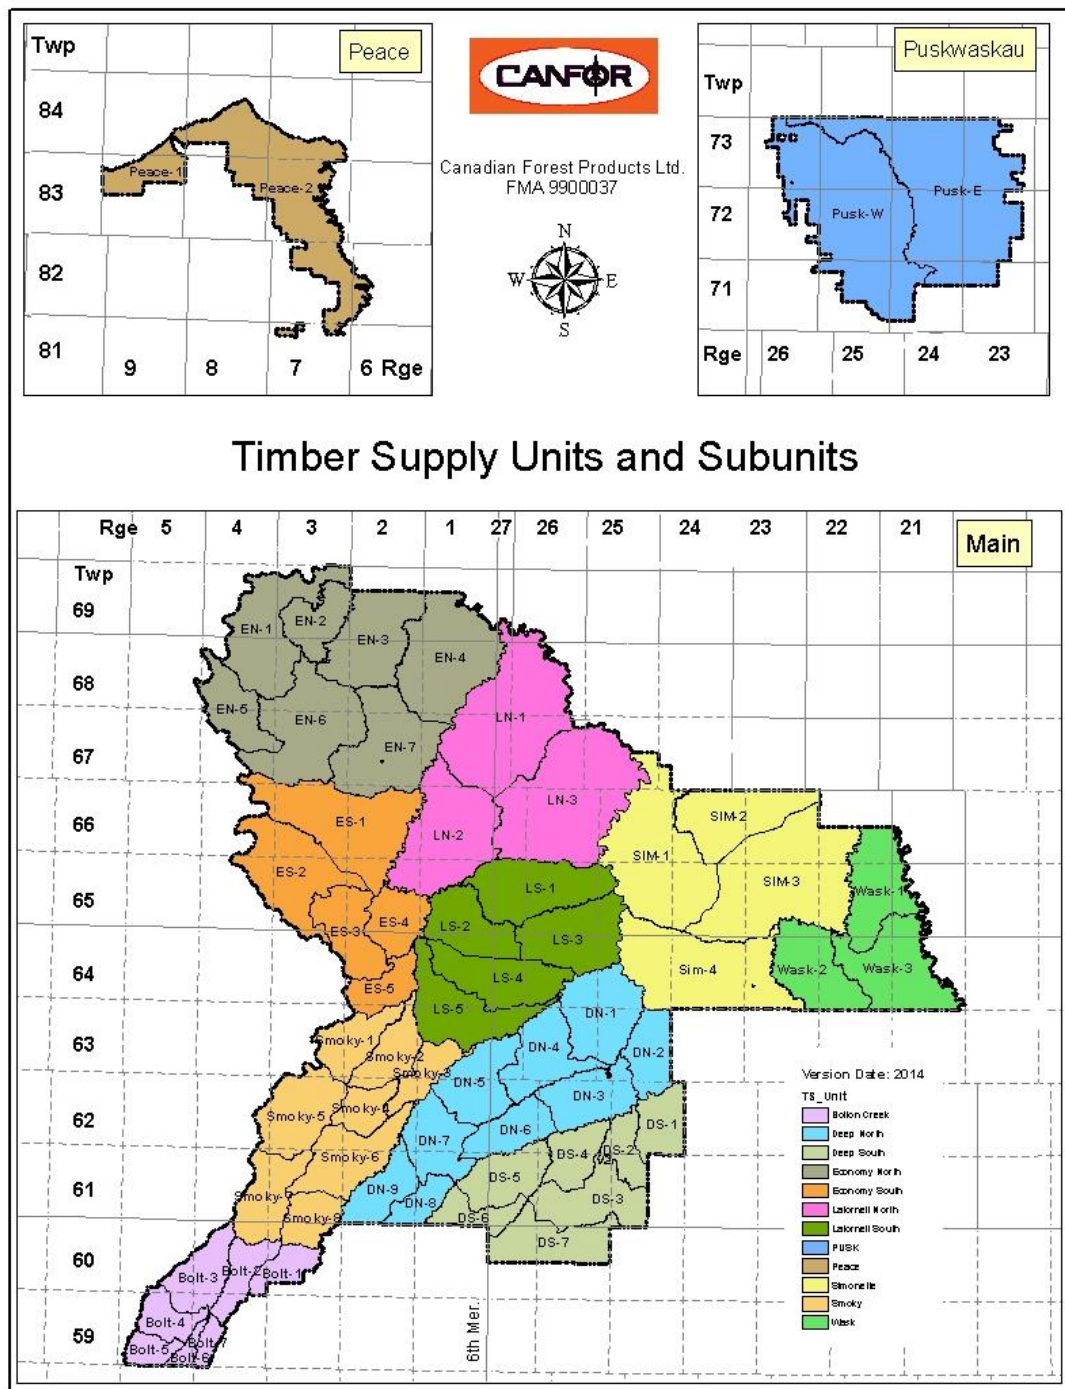 Twp
Peace
84
83
82
81
Peace-1
Peace-2
9 8 7 6 Rge
CANFOR
Canadian Forest Products Ltd.
FMA 9900037
N
W E
S
Puskwaskau
Twp
73
72
71
Pusk-E
Pusk-W
Rge 26 25 24 23
Timber Supply Units and Subunits
Rge 5 4 3 2 1 27 26 25 24 23 22 21
Main
Twp
69
68
67
66
65
64
63
62
61
60
59
EN-1
EN-2
EN-3
EN-4
EN-5
EN-6
EN-7
LN-1
LN-2
LN-3
ES-1
ES-2
ES-3
ES-4
ES-5
LS-1
LS-2
LS-3
LS-4
LS-5
SIM-1
SIM-2
SIM-3
Sim-4
Wask-1
Wask-2
Wask-3
DN-1
DN-2
DN-3
DN-4
DN-5
DN-6
DN-7
DN-8
DN-9
Smoky-1
Smoky-2
Smoky-3
Smoky-4
Smoky-5
Smoky-6
Smoky-7
Smoky-8
DS-1
DS-2
DS-3
DS-4
DS-5
DS-6
DS-7
Bolt-1
Bolt-2
Bolt-3
Bolt-4
Bolt-5
Bolt-6
Bolt-7
6th Mer.
Version Date: 2014
TS_Unit
Bolton Creek
Deep North
Deep South
Economy North
Economy South
Latornell North
Latornell South
PUSK
Peace
Simonette
Smoky
Wask